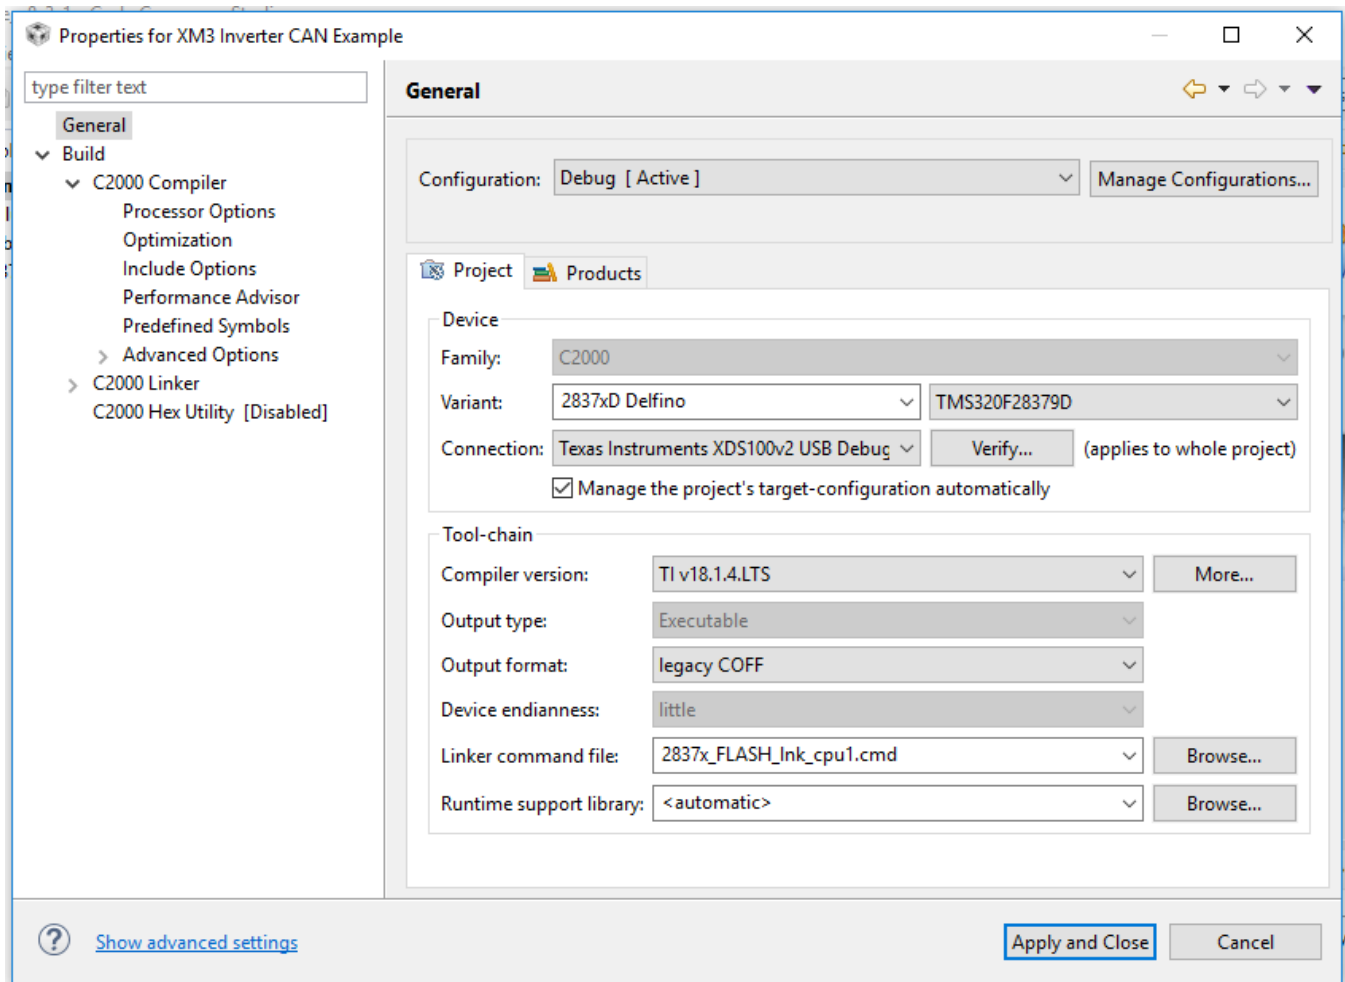 Properties for XM3 Inverter CAN Example
type filter text
General
Build
C2000 Compiler
Processor Options
Optimization
Include Options
Performance Advisor
Predefined Symbols
Advanced Options
C2000 Linker
C2000 Hex Utility [Disabled]
General
Configuration: Debug [ Active ] Manage Configurations...
Project Products
Device
Family: C2000
Variant: 2837xD Delfino TMS320F28379D
Connection: Texas Instruments XDS100v2 USB Debug Verify... (applies to whole project)
Manage the project's target-configuration automatically
Tool-chain
Compiler version: TI v18.1.4.LTS More...
Output type: Executable
Output format: legacy COFF
Device endianness: little
Linker command file: 2837x_FLASH_lnk_cpu1.cmd Browse...
Runtime support library: <automatic> Browse...
Show advanced settings Apply and Close Cancel